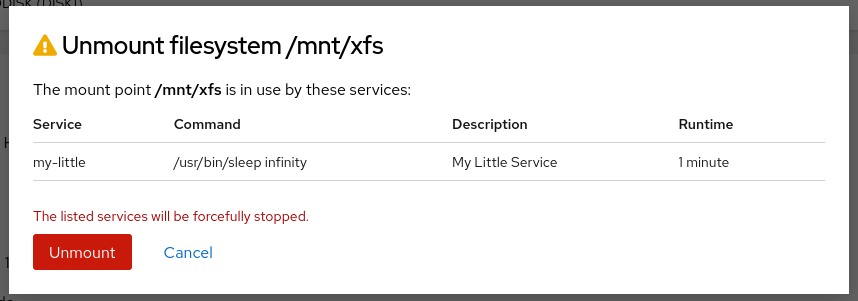 Unmount filesystem /mnt/xfs
The mount point /mnt/xfs is in use by these services:
Service Command Description Runtime
my-little /usr/bin/sleep infinity My Little Service 1 minute
The listed services will be forcefully stopped.
Unmount Cancel